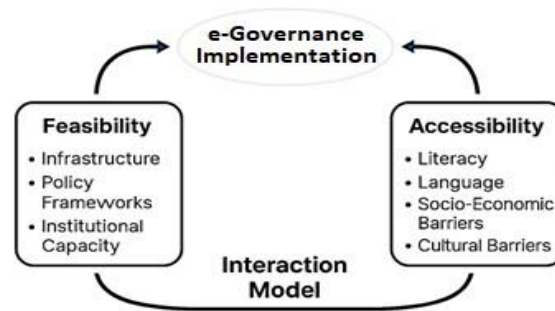 e-Governance
Implementation
Feasibility
• Infrastructure
• Policy
Frameworks
• Institutional
Capacity
Accessibility
• Literacy
• Language
• Socio-Economic
Barriers
• Cultural Barriers
Interaction
Model